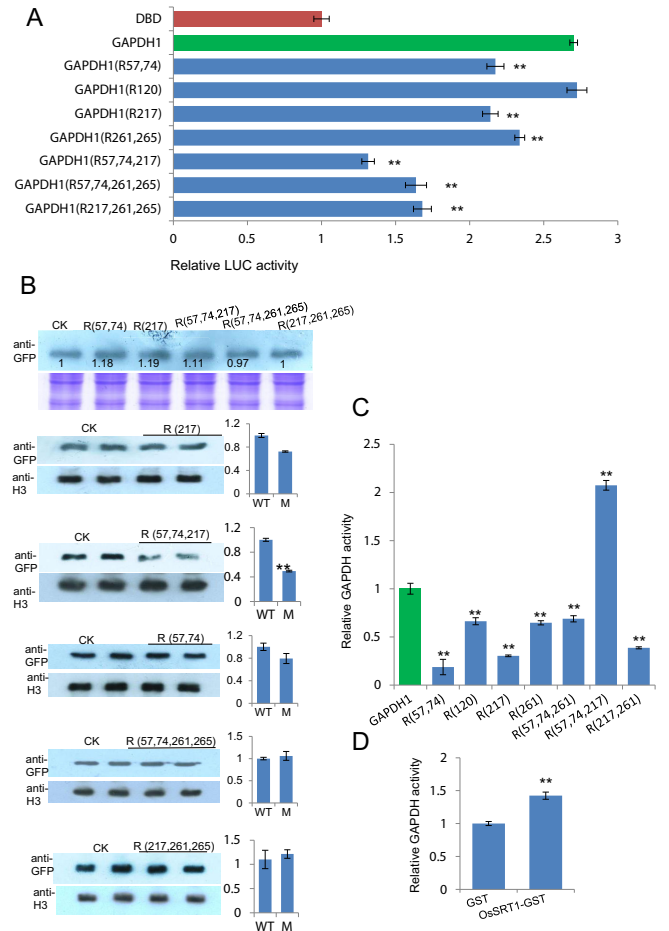 A
DBD
GAPDH1
GAPDH1(R57,74)
**
GAPDH1(R120)
GAPDH1(R217)
**
GAPDH1(R261,265)
**
GAPDH1(R57,74,217)
**
GAPDH1(R57,74,261,265)
**
GAPDH1(R217,261,265)
**
0 0.5 1 1.5 2 2.5 3
Relative LUC activity
B
CK R(57,74) R(217) R(57,74,217) R(57,74,261,265) R(217,261,265)
anti-
GFP
1 1.18 1.19 1.11 0.97 1
CK R (217)
anti-
GFP
anti-
H3
1.2
0.8
0.4
0
WT M
CK R (57,74,217)
anti-
GFP
anti-
H3
1.2
0.8
0.4
0
**
WT M
CK R (57,74)
anti-
GFP
anti-
H3
1.2
0.8
0.4
0
WT M
CK R (57,74,261,265)
anti-
GFP
anti-
H3
1.5
1
0.5
0
WT M
CK R (217,261,265)
anti-
GFP
anti-
H3
1.5
1
0.5
0
WT M
C
Relative GAPDH activity
2.5
2
1.5
1
0.5
0
** ** ** ** ** ** **
GAPDH1 R(57,74) R(120) R(217) R(261) R(57,74,261) R(57,74,217) R(217,261)
D
Relative GAPDH activity
2
1.5
1
0.5
0
**
GST OsSRT1-GST